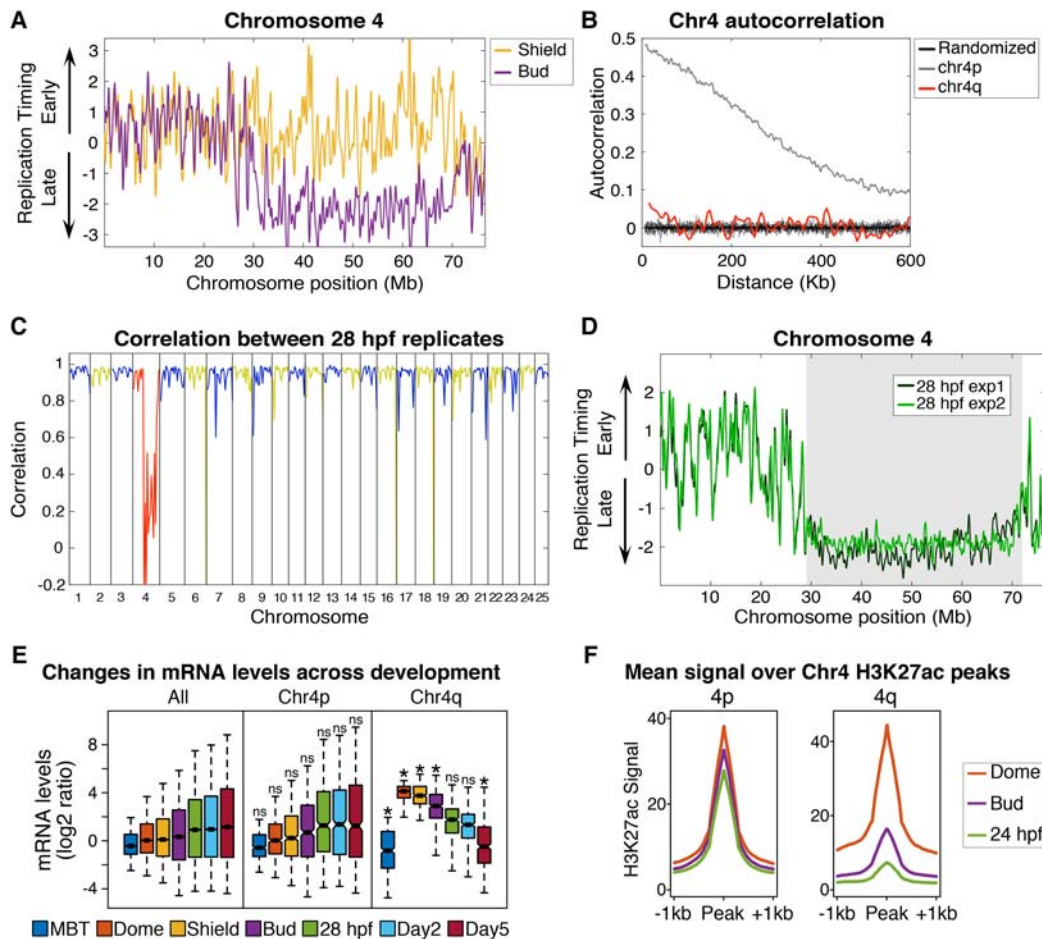 A
Chromosome 4
Replication Timing
Late
Early
3
2
1
0
-1
-2
-3
10 20 30 40 50 60 70
Chromosome position (Mb)
Shield
Bud
B
Chr4 autocorrelation
Autocorrelation
0.5
0.4
0.3
0.2
0.1
0
0 200 400 600
Distance (Kb)
Randomized
chr4p
chr4q
C
Correlation between 28 hpf replicates
Correlation
1
0.8
0.6
0.4
0.2
0
-0.2
1 2 3 4 5 6 7 8 9 10 11 12 13 14 15 16 17 18 19 20 21 22 23 24 25
Chromosome
D
Chromosome 4
Replication Timing
Late
Early
2
1
0
-1
-2
10 20 30 40 50 60 70
Chromosome position (Mb)
28 hpf exp1
28 hpf exp2
E
Changes in mRNA levels across development
All Chr4p Chr4q
mRNA levels
(log2 ratio)
8
4
0
-4
ns ns ns ns ns ns ns
* * * * ns ns *
MBT Dome Shield Bud 28 hpf Day2 Day5
F
Mean signal over Chr4 H3K27ac peaks
4p 4q
H3K27ac Signal
40
20
0
40
20
0
-1kb Peak +1kb -1kb Peak +1kb
Dome
Bud
24 hpf